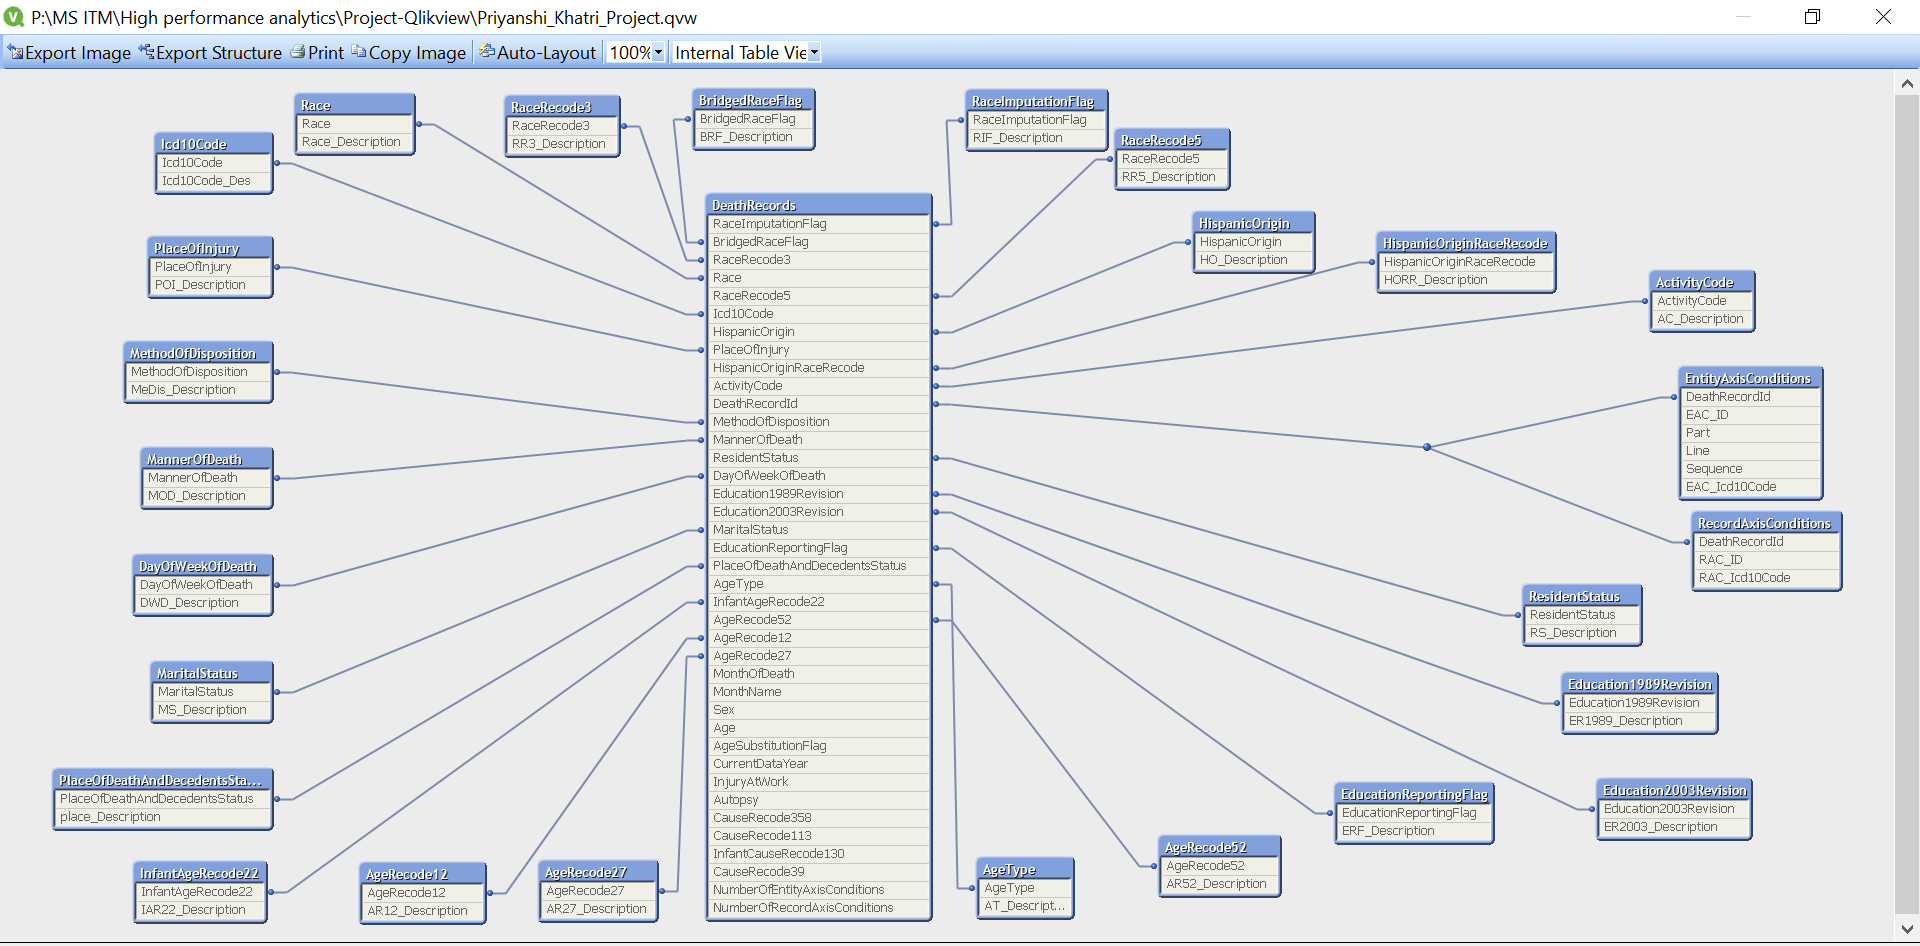 P:\MS ITM\High performance analytics\Project-Qlikview\Priyanshi_Khatri_Project.qvw
Export Image Export Structure Print Copy Image Auto-Layout 100% Internal Table Vie
Race
Race
Race_Description
RaceRecode3
RaceRecode3
RR3_Description
BridgedRaceFlag
BridgedRaceFlag
BRF_Description
RaceImputationFlag
RaceImputationFlag
RIF_Description
RaceRecode5
RaceRecode5
RR5_Description
Icd10Code
Icd10Code
Icd10Code_Des
PlaceOfInjury
PlaceOfInjury
POI_Description
MethodOfDisposition
MethodOfDisposition
MeDis_Description
MannerOfDeath
MannerOfDeath
MOD_Description
DayOfWeekOfDeath
DayOfWeekOfDeath
DWD_Description
MaritalStatus
MaritalStatus
MS_Description
PlaceOfDeathAndDecedentsSta...
PlaceOfDeathAndDecedentsStatus
place_Description
InfantAgeRecode22
InfantAgeRecode22
IAR22_Description
AgeRecode12
AgeRecode12
AR12_Description
AgeRecode27
AgeRecode27
AR27_Description
DeathRecords
RaceImputationFlag
BridgedRaceFlag
RaceRecode3
Race
RaceRecode5
Icd10Code
HispanicOrigin
PlaceOfInjury
HispanicOriginRaceRecode
ActivityCode
DeathRecordId
MethodOfDisposition
MannerOfDeath
ResidentStatus
DayOfWeekOfDeath
Education1989Revision
Education2003Revision
MaritalStatus
EducationReportingFlag
PlaceOfDeathAndDecedentsStatus
AgeType
InfantAgeRecode22
AgeRecode52
AgeRecode12
AgeRecode27
MonthOfDeath
MonthName
Sex
Age
AgeSubstitutionFlag
CurrentDataYear
InjuryAtWork
Autopsy
CauseRecode358
CauseRecode113
InfantCauseRecode130
CauseRecode39
NumberOfEntityAxisConditions
NumberOfRecordAxisConditions
HispanicOrigin
HispanicOrigin
HO_Description
HispanicOriginRaceRecode
HispanicOriginRaceRecode
HORR_Description
ActivityCode
ActivityCode
AC_Description
EntityAxisConditions
DeathRecordId
EAC_ID
Part
Line
Sequence
EAC_Icd10Code
RecordAxisConditions
DeathRecordId
RAC_ID
RAC_Icd10Code
ResidentStatus
ResidentStatus
RS_Description
Education1989Revision
Education1989Revision
ER1989_Description
Education2003Revision
Education2003Revision
ER2003_Description
EducationReportingFlag
EducationReportingFlag
ERF_Description
AgeRecode52
AgeRecode52
AR52_Description
AgeType
AgeType
AT_Descript...